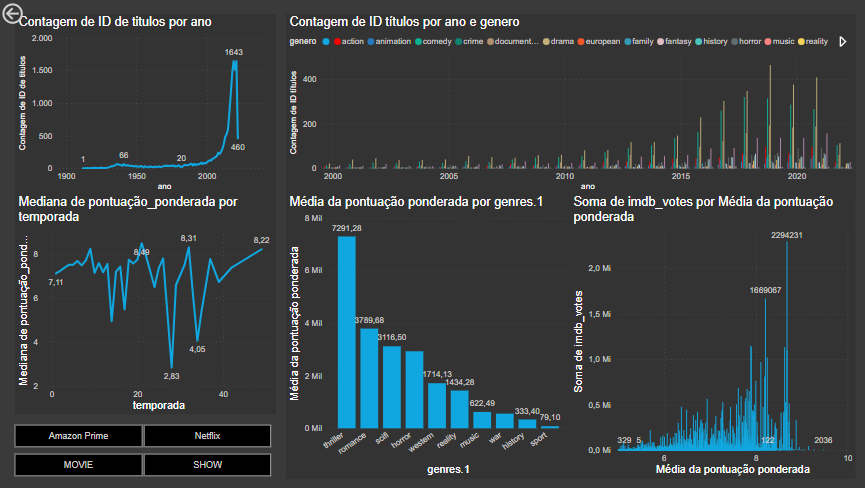 Contagem de ID de titulos por ano
Contagem de ID de títulos
2.000
1.500
1.000
500
0
1
66
20
1643
460
1900
1950
2000
ano
Contagem de ID títulos por ano e genero
genero action animation comedy crime document... drama european family fantasy history horror music reality
Contagem de ID títulos
400
200
0
2000
2005
2010
2015
2020
ano
Mediana de pontuação_ponderada por
temporada
Mediana de pontuação_pond...
8
6
4
2
7,11
8,49
8,31
8,22
2,83
4,05
0
20
40
temporada
Média da pontuação ponderada por genres.1
Média da pontuação ponderada
8 Mil
6 Mil
4 Mil
2 Mil
0 Mil
7291,28
3789,68
3116,50
1714,13
1434,28
622,49
333,40
79,10
thriller
romance
scifi
horror
western
reality
music
war
history
sport
genres.1
Soma de imdb_votes por Média da pontuação
ponderada
Soma de imdb_votes
2,0 Mi
1,5 Mi
1,0 Mi
0,5 Mi
0,0 Mi
2294231
1669067
329
5
122
2036
6
8
10
Média da pontuação ponderada
Amazon Prime
Netflix
MOVIE
SHOW